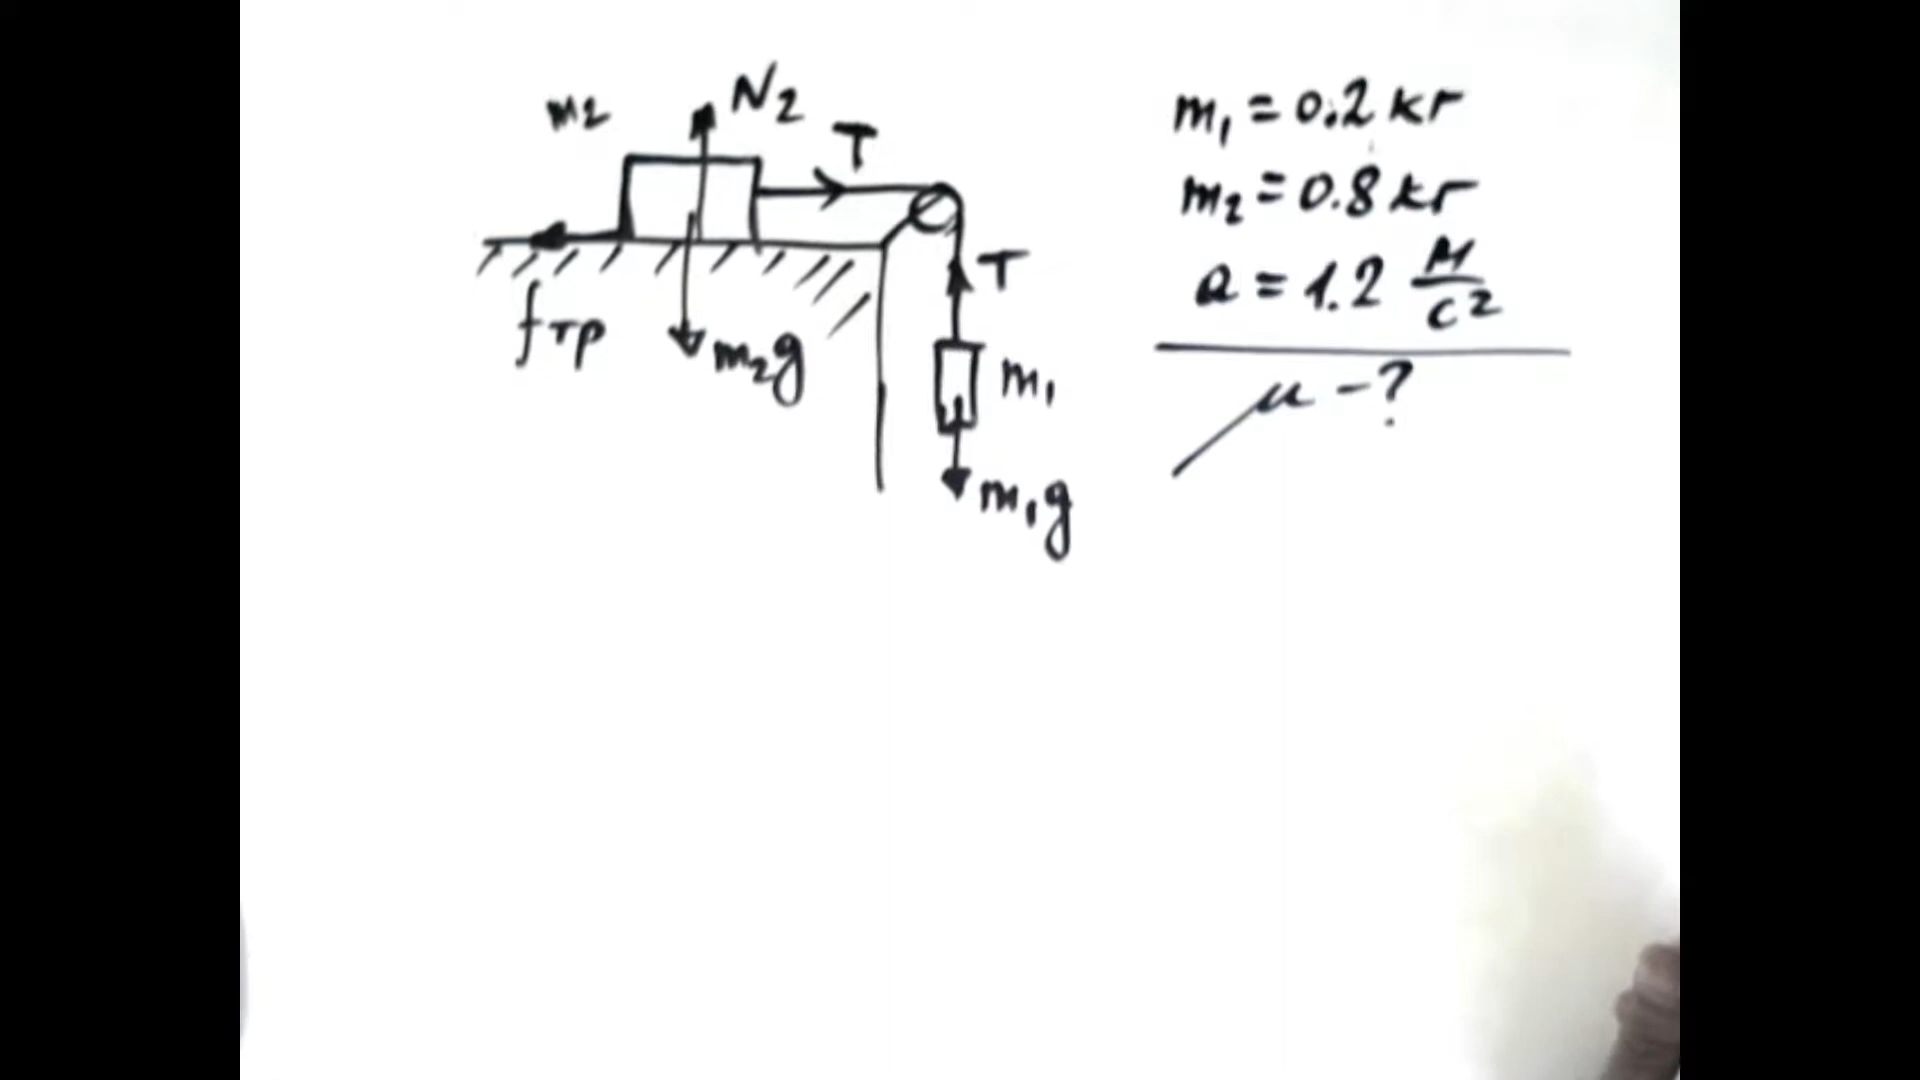 m₂
N₂
T
fтр
m₂g
T
m₁
m₁g
m₁ = 0.2 кг
m₂ = 0.8 кг
a = 1.2 м/с²
μ - ?